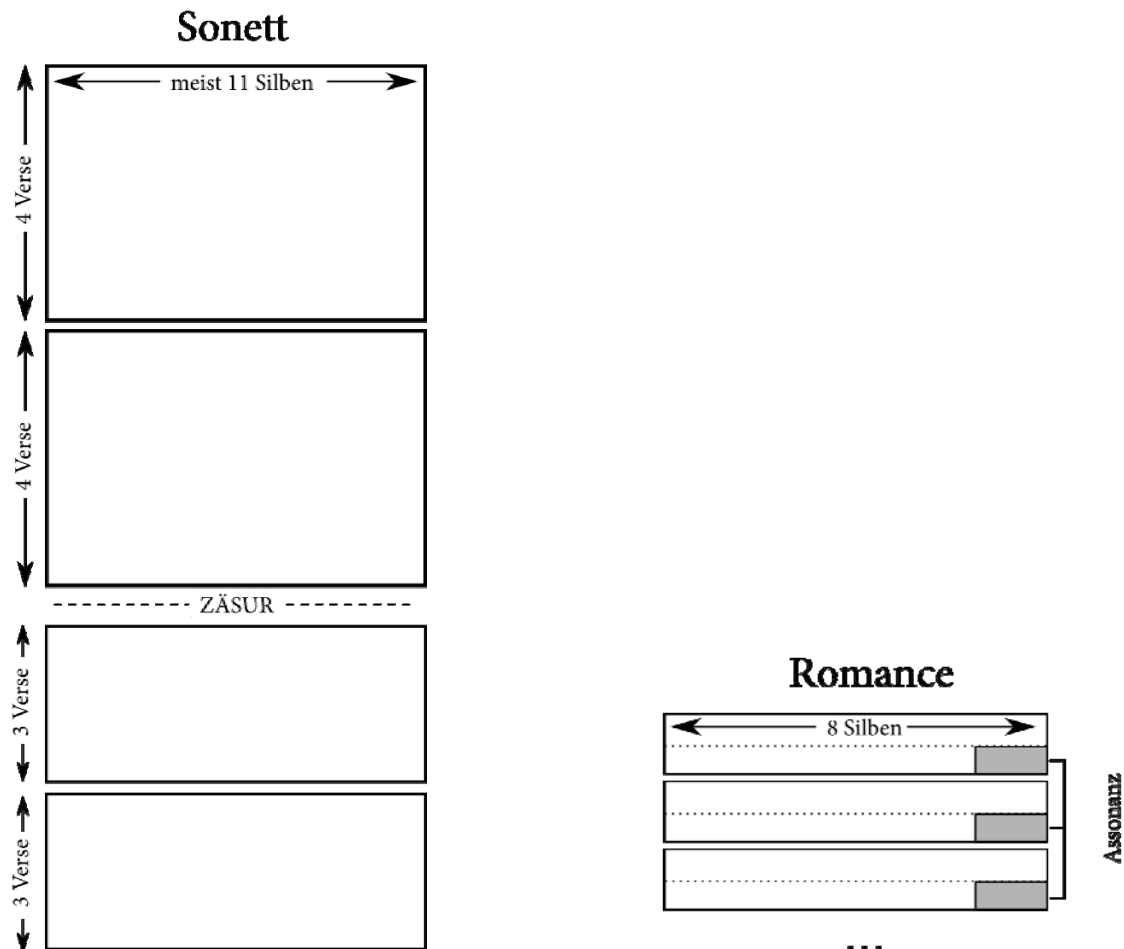 Sonett
meist 11 Silben
4 Verse
4 Verse
ZÄSUR
3 Verse
3 Verse
Romance
8 Silben
Assonanz
...